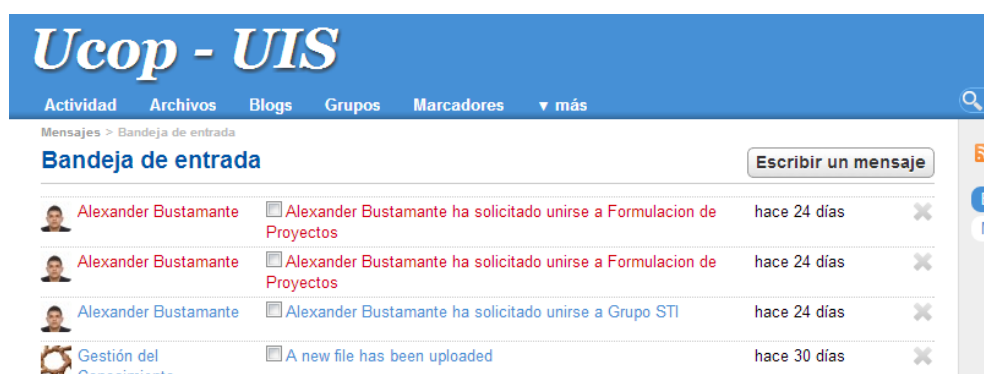 Ucop - UIS
Actividad Archivos Blogs Grupos Marcadores ▼ más
Mensajes > Bandeja de entrada
Bandeja de entrada
Escribir un mensaje
Alexander Bustamante Alexander Bustamante ha solicitado unirse a Formulacion de hace 24 días
Proyectos
Alexander Bustamante Alexander Bustamante ha solicitado unirse a Formulacion de hace 24 días
Proyectos
Alexander Bustamante Alexander Bustamante ha solicitado unirse a Grupo STI hace 24 días
Gestión del A new file has been uploaded hace 30 días